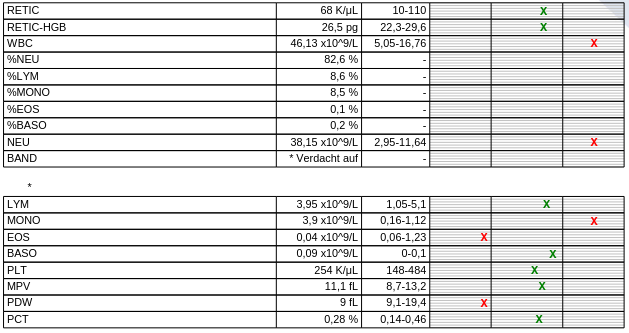 RETIC 68 K/µL 10-110 X
RETIC-HGB 26,5 pg 22,3-29,6 X
WBC 46,13 x10^9/L 5,05-16,76 X
%NEU 82,6 % -
%LYM 8,6 % -
%MONO 8,5 % -
%EOS 0,1 % -
%BASO 0,2 % -
NEU 38,15 x10^9/L 2,95-11,64 X
BAND * Verdacht auf -
*
LYM 3,95 x10^9/L 1,05-5,1 X
MONO 3,9 x10^9/L 0,16-1,12 X
EOS 0,04 x10^9/L 0,06-1,23 X
BASO 0,09 x10^9/L 0-0,1 X
PLT 254 K/µL 148-484 X
MPV 11,1 fL 8,7-13,2 X
PDW 9 fL 9,1-19,4 X
PCT 0,28 % 0,14-0,46 X